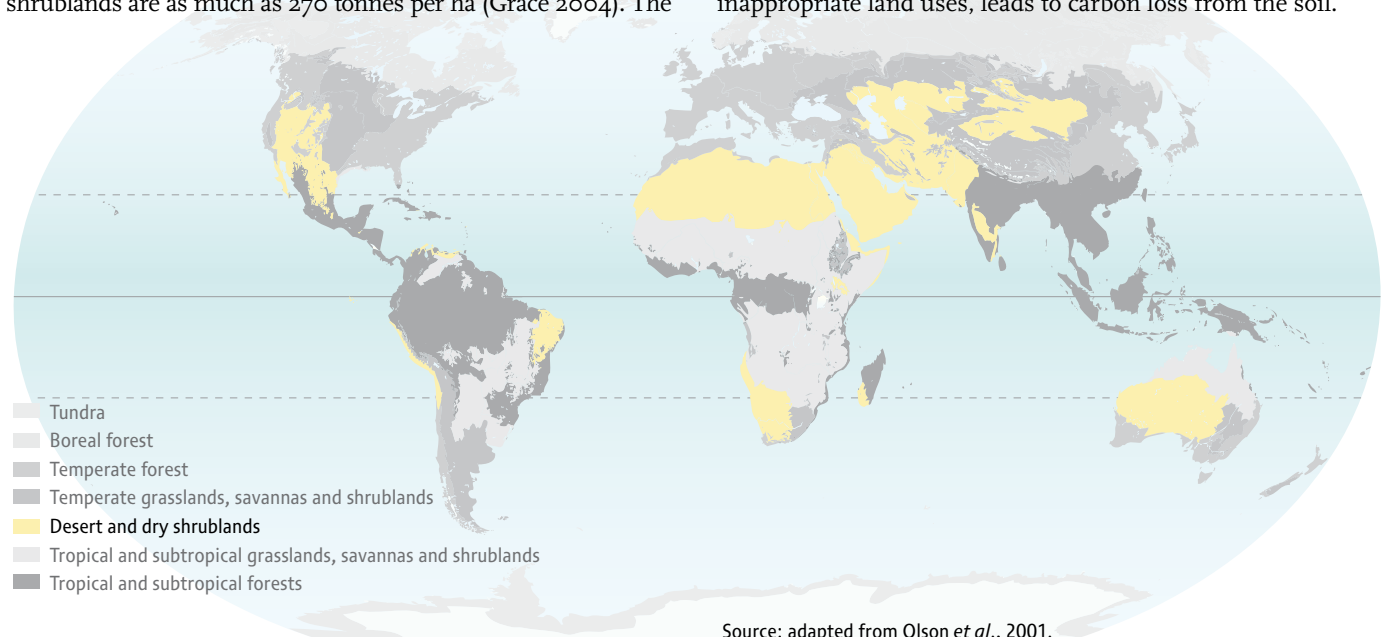 shrublands are as much as 270 tonnes per ha (Grace 2004). The
inappropriate land uses, leads to carbon loss from the soil.
Tundra
Boreal forest
Temperate forest
Temperate grasslands, savannas and shrublands
Desert and dry shrublands
Tropical and subtropical grasslands, savannas and shrublands
Tropical and subtropical forests
Source: adapted from Olson et al., 2001.